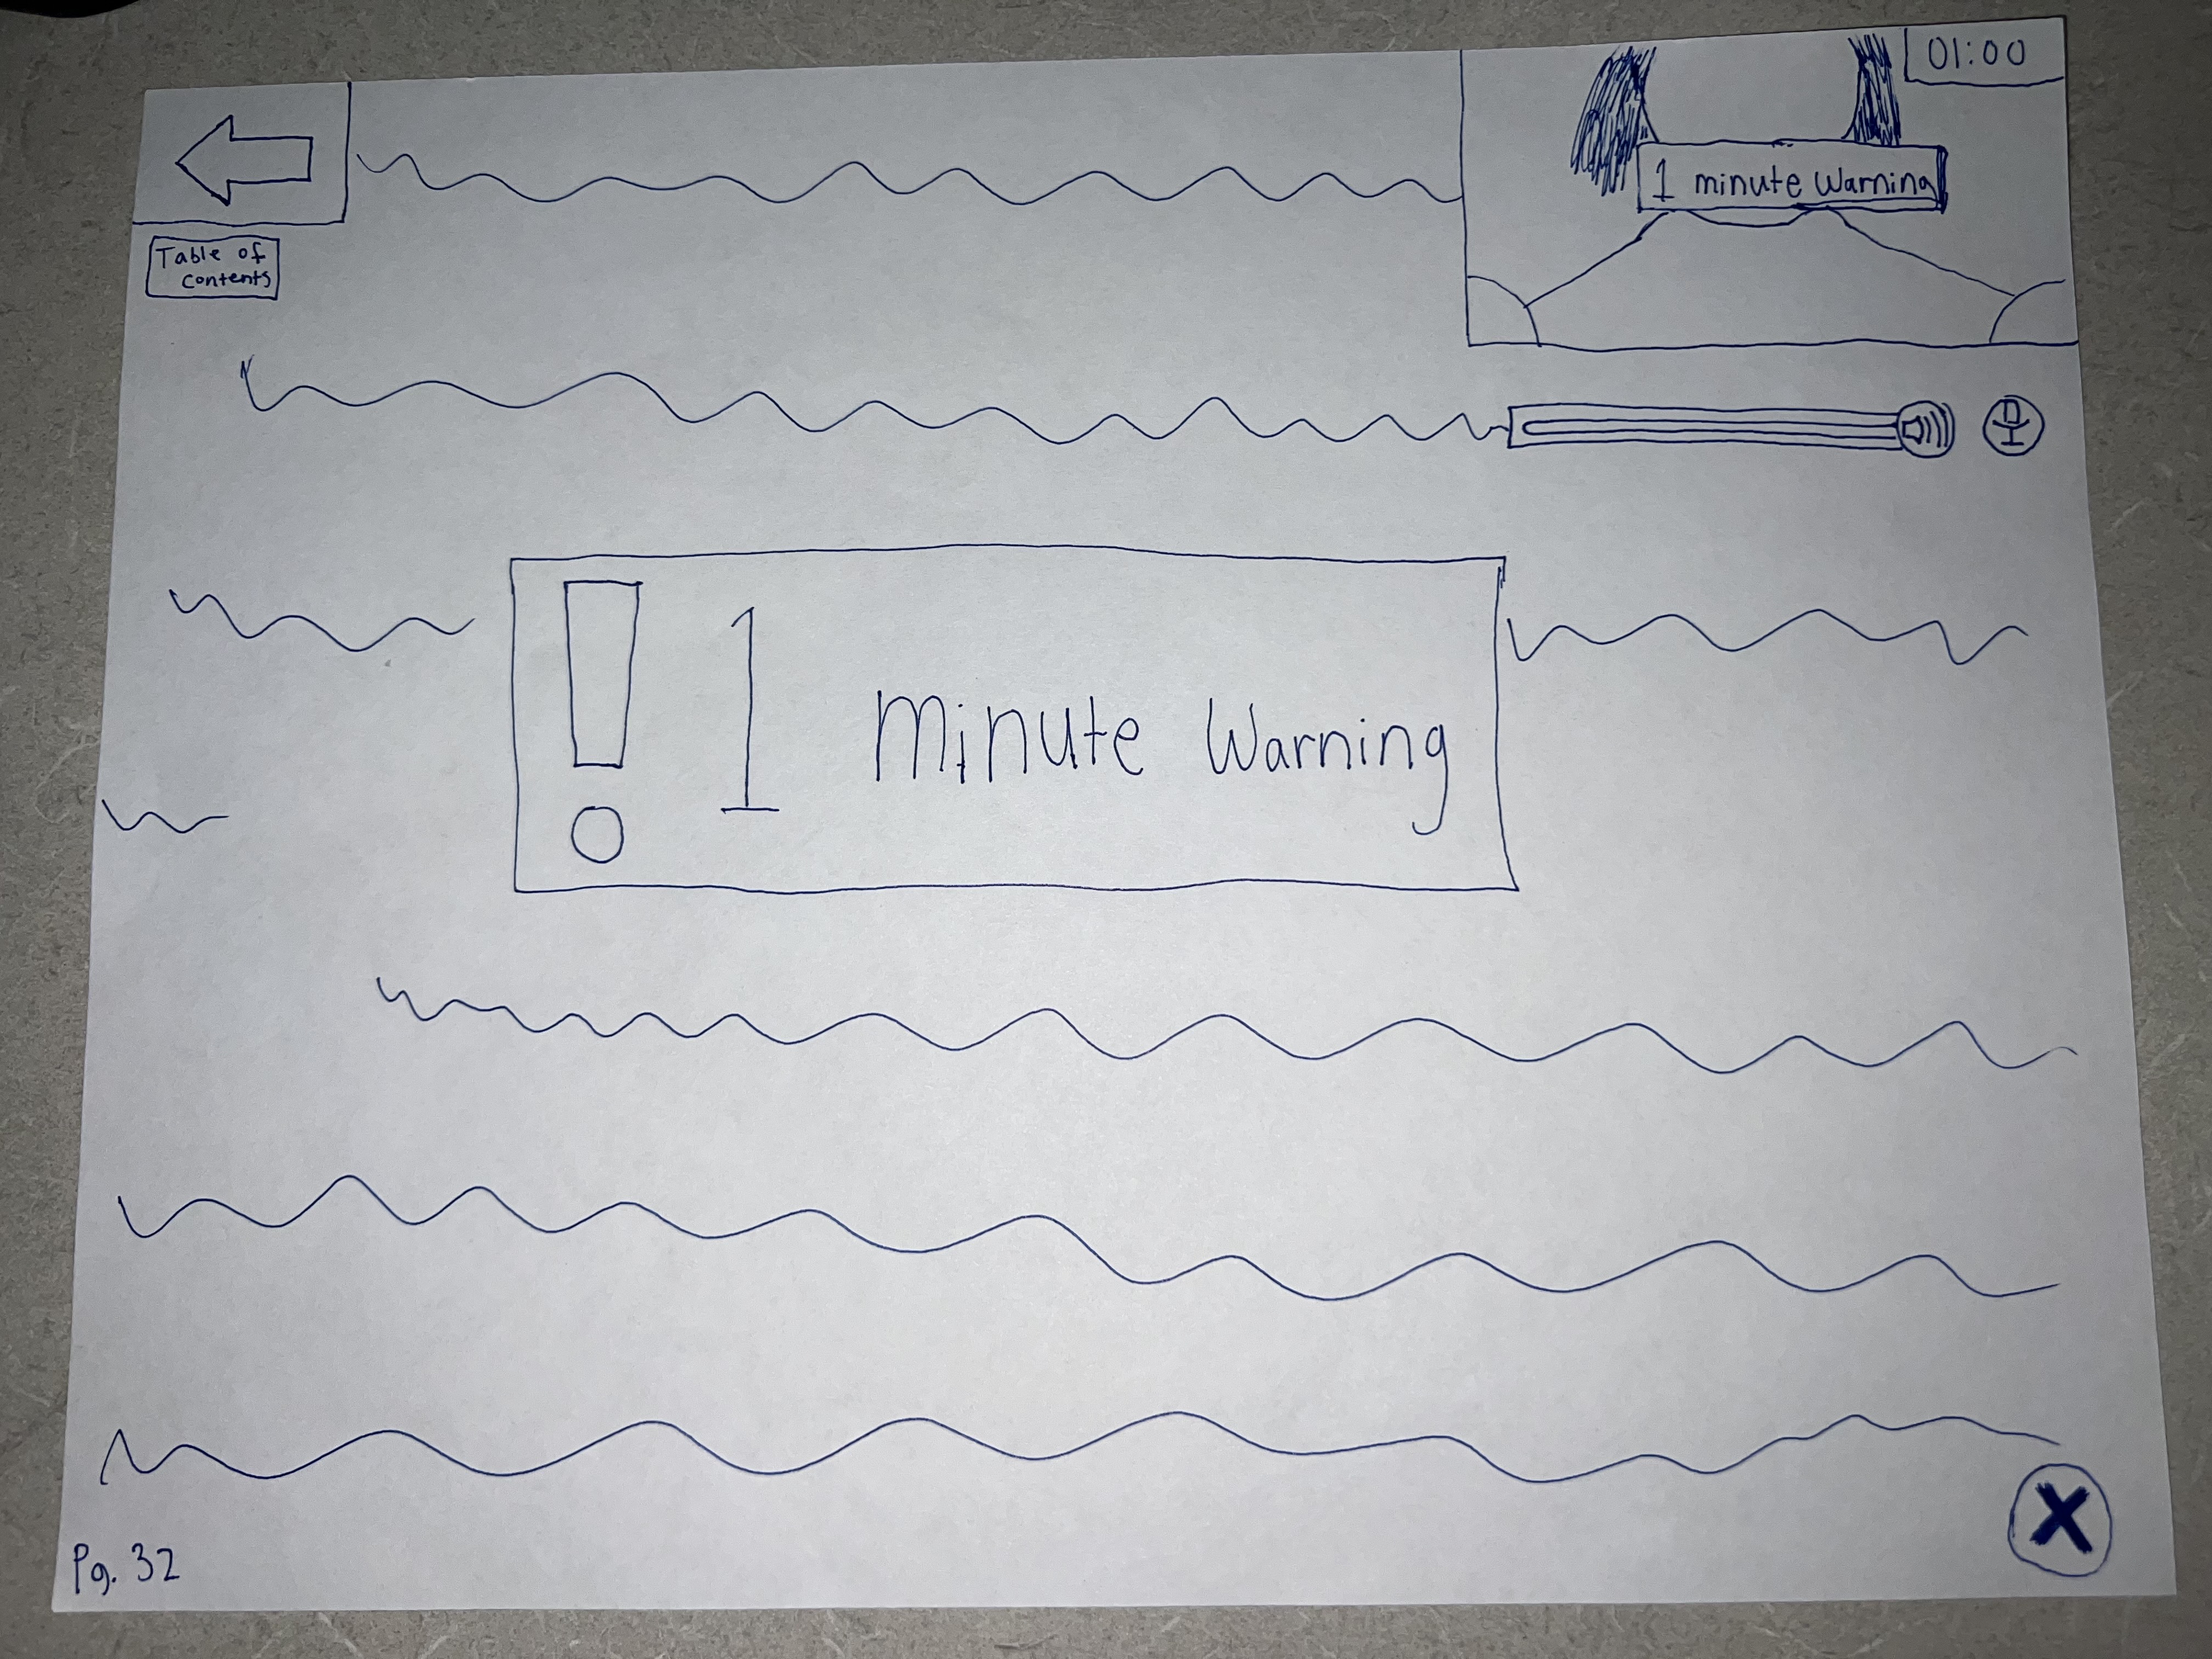 01:00
1 minute warning
Table of
contents
! 1 Minute Warning
Pg. 32
X